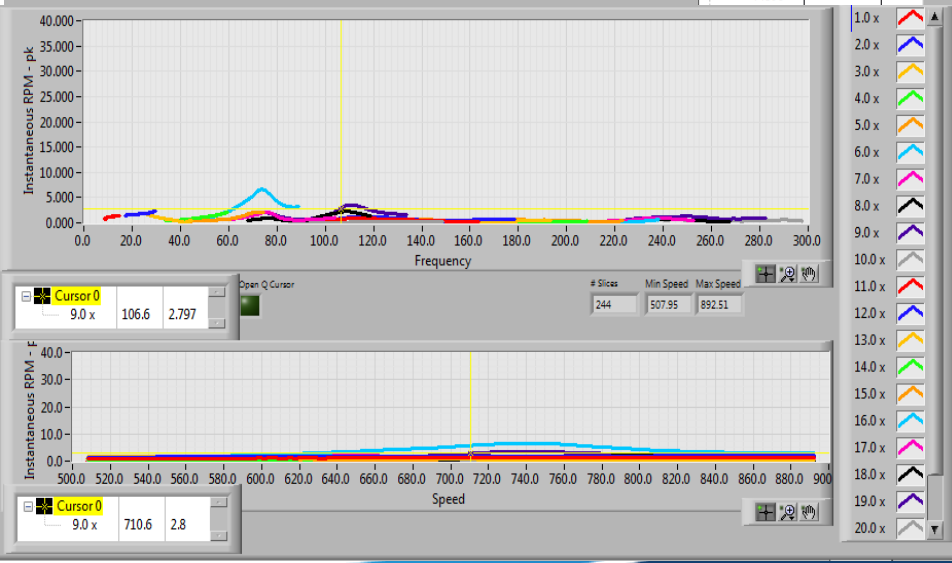 1.0 x
2.0 x
3.0 x
4.0 x
5.0 x
6.0 x
7.0 x
8.0 x
9.0 x
10.0 x
11.0 x
12.0 x
13.0 x
14.0 x
15.0 x
16.0 x
17.0 x
18.0 x
19.0 x
20.0 x
Instantaneous RPM - pk
40.000
35.000
30.000
25.000
20.000
15.000
10.000
5.000
0.000
0.0 20.0 40.0 60.0 80.0 100.0 120.0 140.0 160.0 180.0 200.0 220.0 240.0 260.0 280.0 300.0
Frequency
Cursor 0
9.0 x 106.6 2.797
Open Q Cursor
# Slices Min Speed Max Speed
244 507.95 892.51
Instantaneous RPM - p
40.0
30.0
20.0
10.0
0.0
500.0 520.0 540.0 560.0 580.0 600.0 620.0 640.0 660.0 680.0 700.0 720.0 740.0 760.0 780.0 800.0 820.0 840.0 860.0 880.0 900
Speed
Cursor 0
9.0 x 710.6 2.8